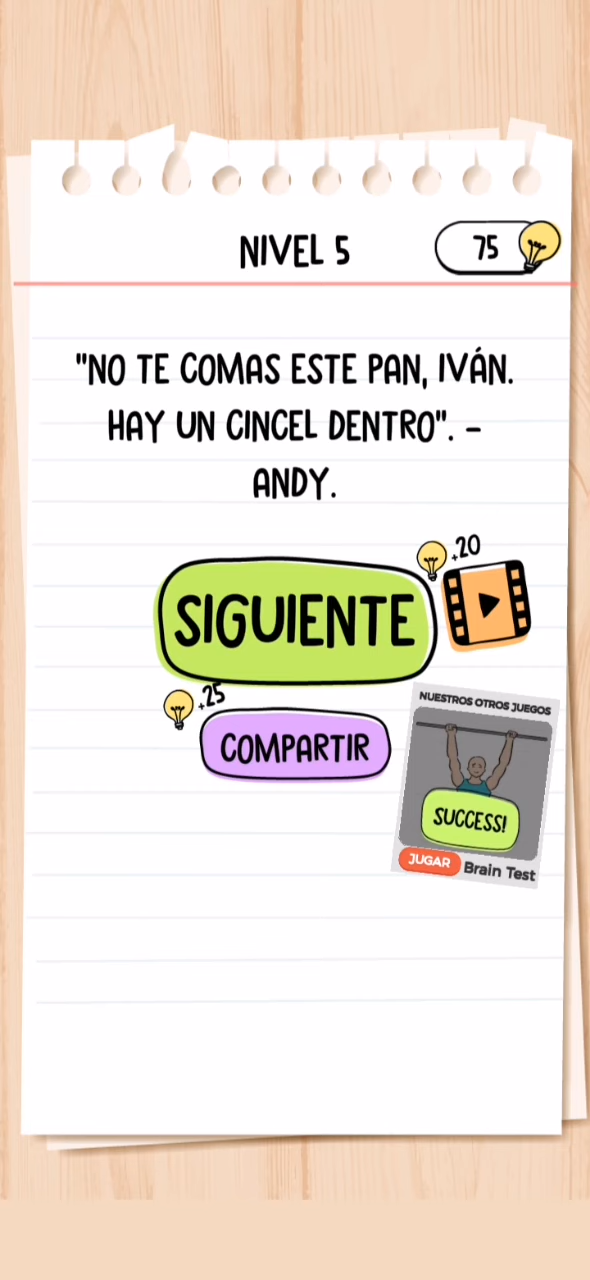 NIVEL 5
75
"NO TE COMAS ESTE PAN, IVÁN.
HAY UN CINCEL DENTRO". –
ANDY.
+20
SIGUIENTE
+25
COMPARTIR
NUESTROS OTROS JUEGOS
SUCCESS!
JUGAR Brain Test